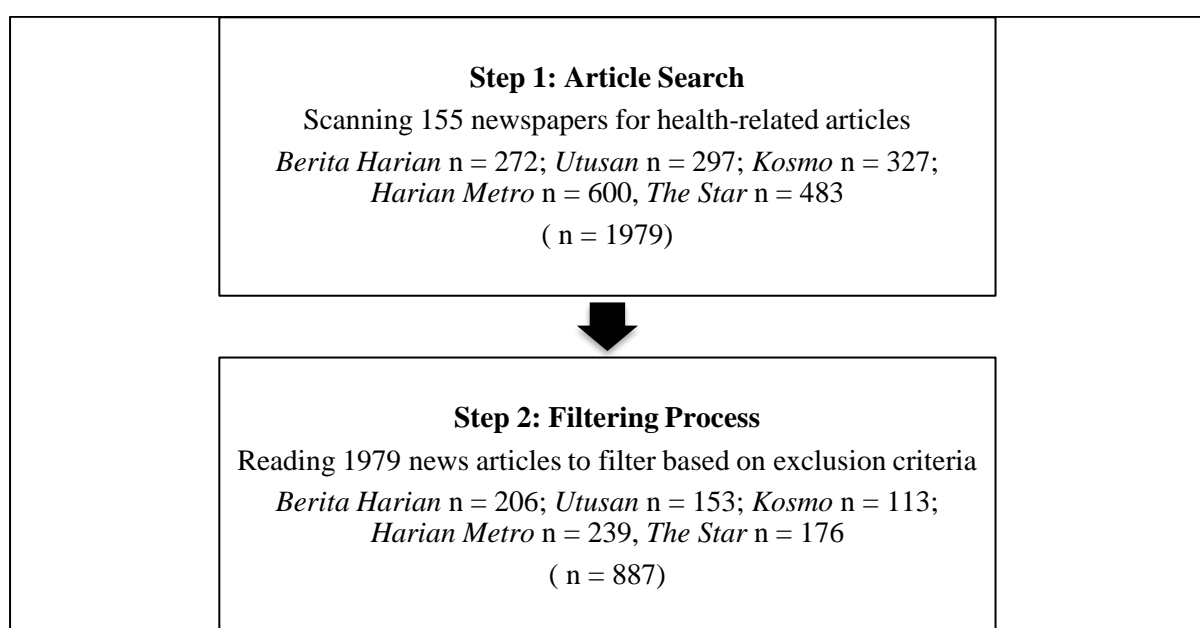 Step 1: Article Search
Scanning 155 newspapers for health-related articles
Berita Harian n = 272; Utusan n = 297; Kosmo n = 327;
Harian Metro n = 600, The Star n = 483
( n = 1979)
Step 2: Filtering Process
Reading 1979 news articles to filter based on exclusion criteria
Berita Harian n = 206; Utusan n = 153; Kosmo n = 113;
Harian Metro n = 239, The Star n = 176
( n = 887)